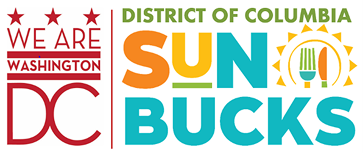 WE ARE
WASHINGTON
DC
DISTRICT OF COLUMBIA
SUN
BUCKS